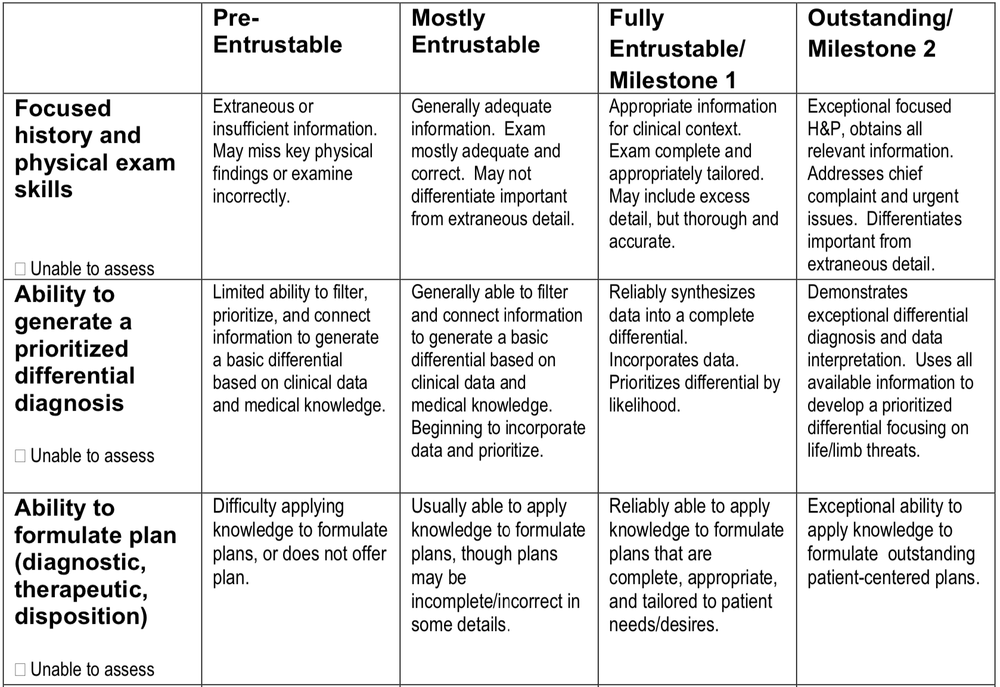 Pre-
Entrustable
Mostly
Entrustable
Fully
Entrustable/
Milestone 1
Outstanding/
Milestone 2
Focused
history and
physical exam
skills
☐ Unable to assess
Extraneous or
insufficient information.
May miss key physical
findings or examine
incorrectly.
Generally adequate
information.  Exam
mostly adequate and
correct.  May not
differentiate important
from extraneous detail.
Appropriate information
for clinical context.
Exam complete and
appropriately tailored.
May include excess
detail, but thorough and
accurate.
Exceptional focused
H&P, obtains all
relevant information.
Addresses chief
complaint and urgent
issues.  Differentiates
important from
extraneous detail.
Ability to
generate a
prioritized
differential
diagnosis
☐ Unable to assess
Limited ability to filter,
prioritize, and connect
information to generate
a basic differential
based on clinical data
and medical knowledge.
Generally able to filter
and connect information
to generate a basic
differential based on
clinical data and
medical knowledge.
Beginning to incorporate
data and prioritize.
Reliably synthesizes
data into a complete
differential.
Incorporates data.
Prioritizes differential by
likelihood.
Demonstrates
exceptional differential
diagnosis and data
interpretation.  Uses all
available information to
develop a prioritized
differential focusing on
life/limb threats.
Ability to
formulate plan
(diagnostic,
therapeutic,
disposition)
☐ Unable to assess
Difficulty applying
knowledge to formulate
plans, or does not offer
plan.
Usually able to apply
knowledge to formulate
plans, though plans
may be
incomplete/incorrect in
some details.
Reliably able to apply
knowledge to formulate
plans that are
complete, appropriate,
and tailored to patient
needs/desires.
Exceptional ability to
apply knowledge to
formulate  outstanding
patient-centered plans.